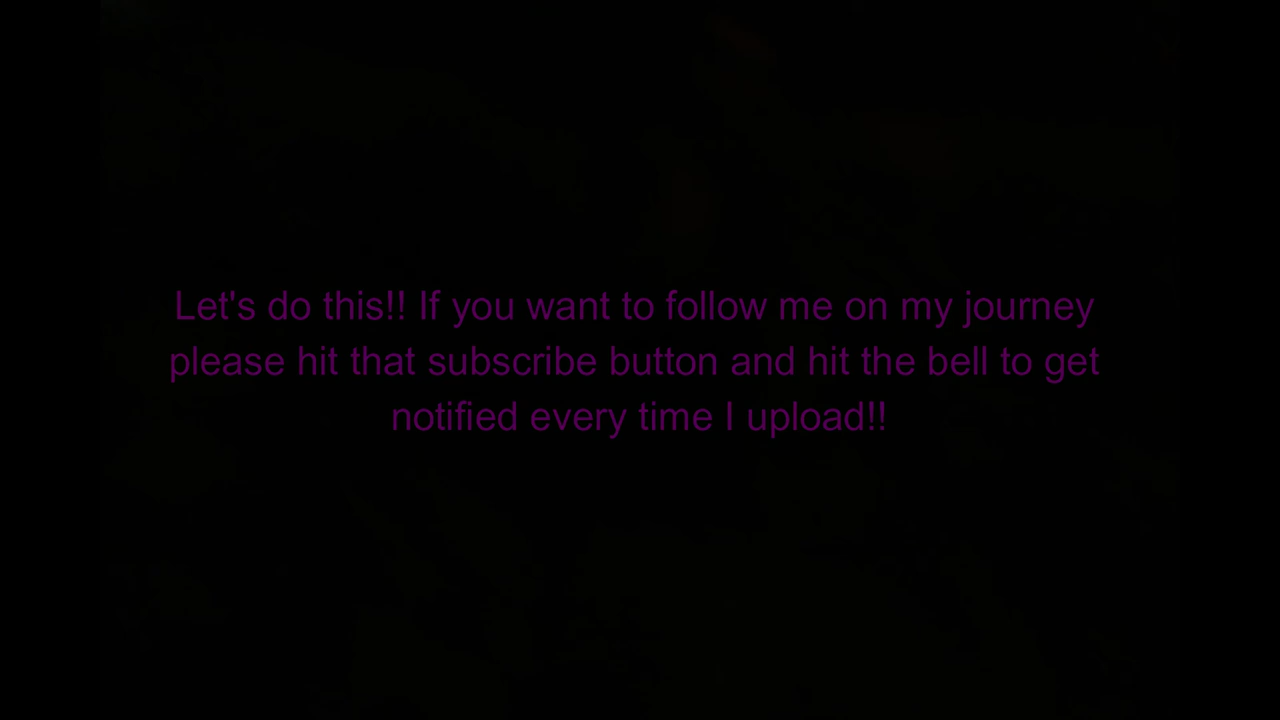 Let's do this!! If you want to follow me on my journey
please hit that subscribe button and hit the bell to get
notified every time I upload!!